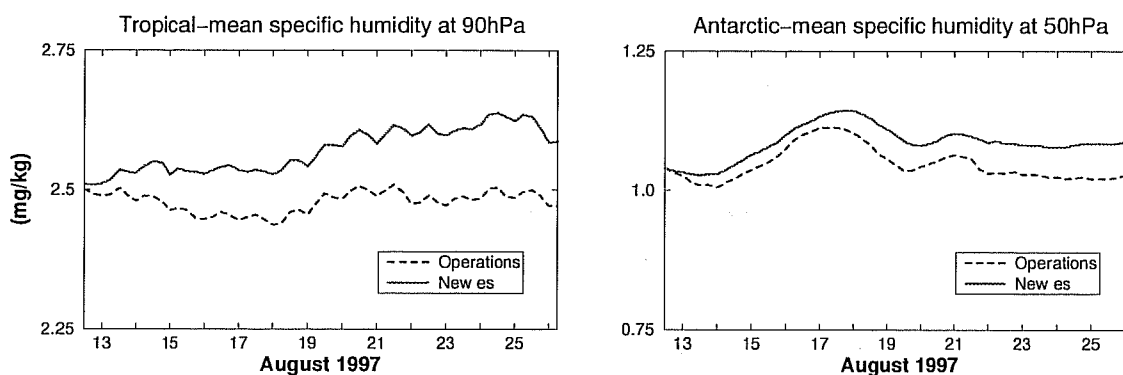 Tropical-mean specific humidity at 90hPa
2.75
2.5
2.25
(mg/kg)
Operations
New es
13 15 17 19 21 23 25
August 1997
Antarctic-mean specific humidity at 50hPa
1.25
1.0
0.75
Operations
New es
13 15 17 19 21 23 25
August 1997